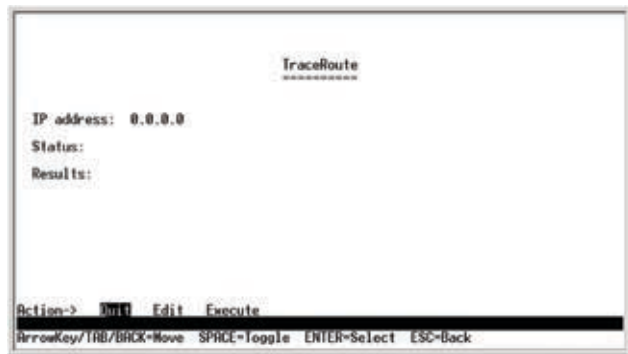 TraceRoute
==========
IP address: 0.0.0.0
Status:
Results:
Action-> Quit Edit Execute
ArrowKey/TAB/BACK=Move SPACE=Toggle ENTER=Select ESC=Back